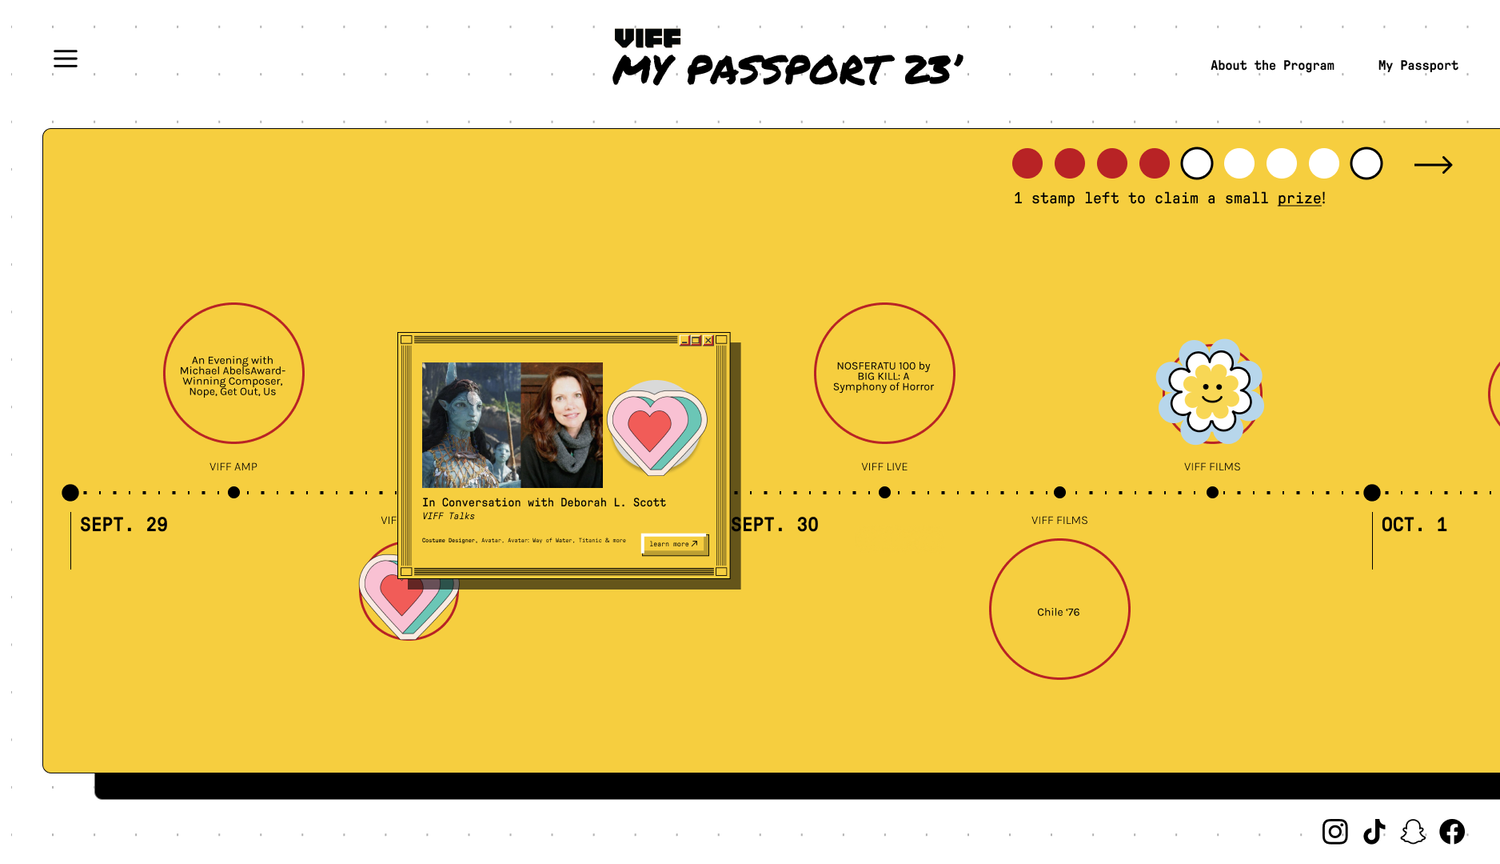 VIFF
MY PASSPORT 23'
About the Program
My Passport
1 stamp left to claim a small prize!
An Evening with
Michael AbelsAward-
Winning Composer,
Nope, Get Out, Us
VIFF AMP
SEPT. 29
VIF
In Conversation with Deborah L. Scott
VIFF Talks
Costume Designer, Avatar, Avatar: Way of Water, Titanic & more
learn more
NOSFERATU 100 by
BIG KILL: A
Symphony of Horror
VIFF LIVE
SEPT. 30
VIFF FILMS
Chile ‘76
VIFF FILMS
OCT. 1